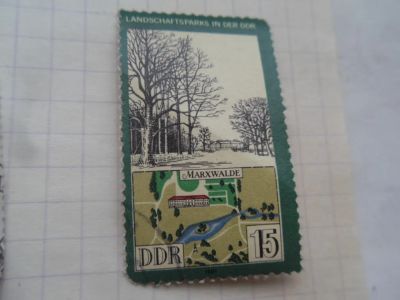 LANDSCHAFTSPARKS IN DER DDR
MARXWALDE
DDR 15